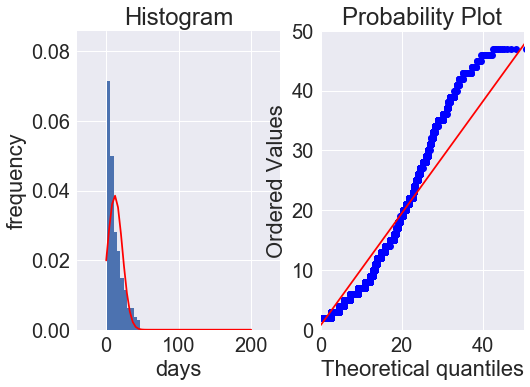 Histogram
0.08
0.06
0.04
0.02
0.00
frequency
0
100
200
days
Probability Plot
50
40
30
20
10
0
Ordered Values
0
20
40
Theoretical quantiles